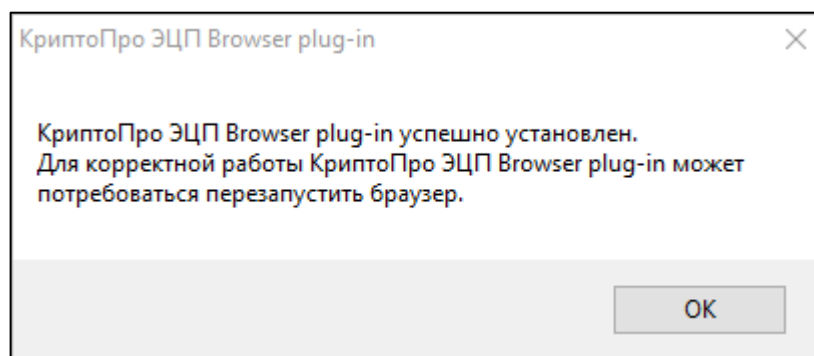 КриптоПро ЭЦП Browser plug-in
КриптоПро ЭЦП Browser plug-in успешно установлен.
Для корректной работы КриптоПро ЭЦП Browser plug-in может
потребоваться перезапустить браузер.
OK